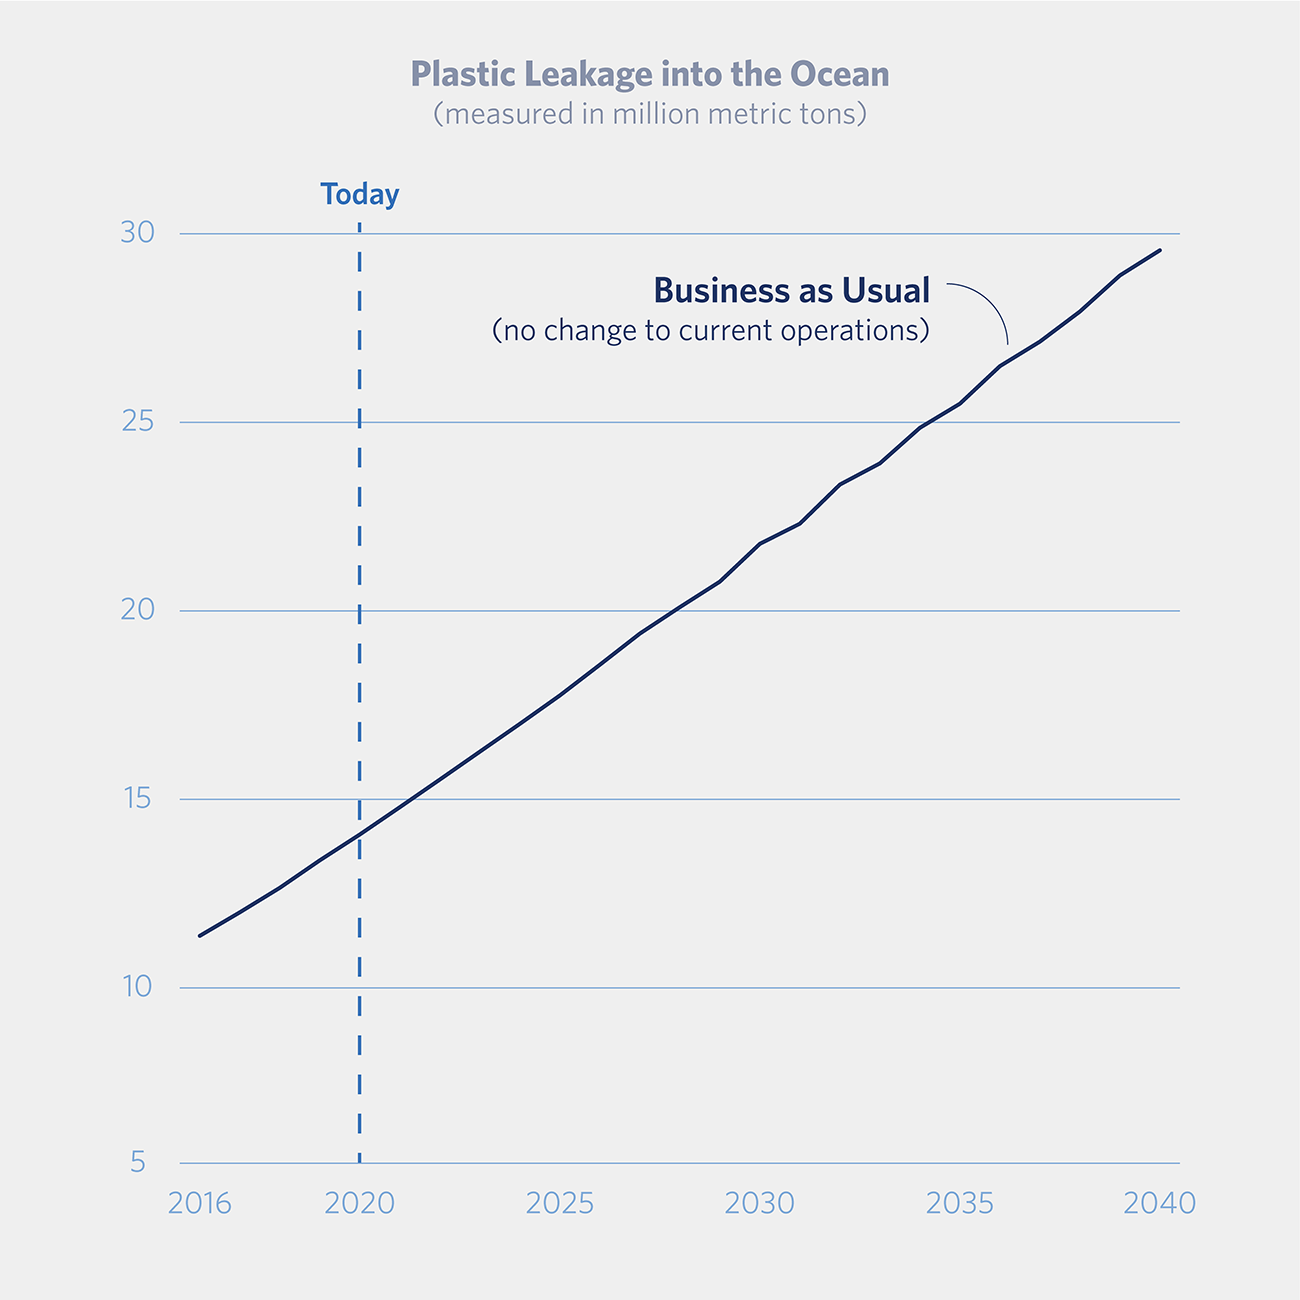 Plastic Leakage into the Ocean
(measured in million metric tons)
Today
30
Business as Usual
(no change to current operations)
25
20
15
10
5
2016 2020 2025 2030 2035 2040